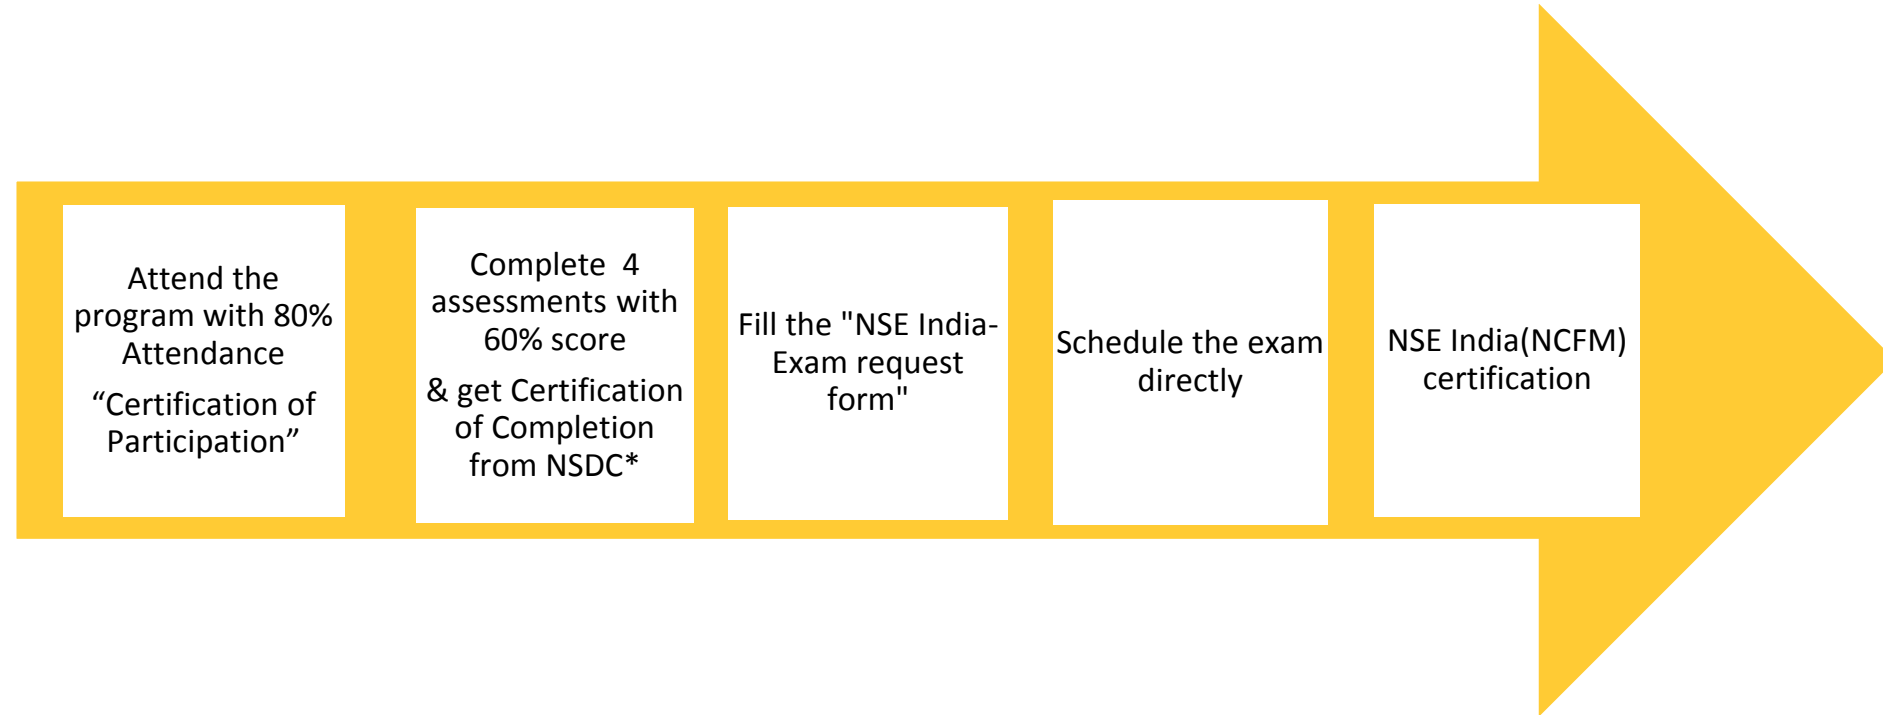 Attend the
program with 80%
Attendance
“Certification of
Participation”
Complete  4
assessments with
60% score
& get Certification
of Completion
from NSDC*
Fill the "NSE India-
Exam request
form"
Schedule the exam
directly
NSE India(NCFM)
certification